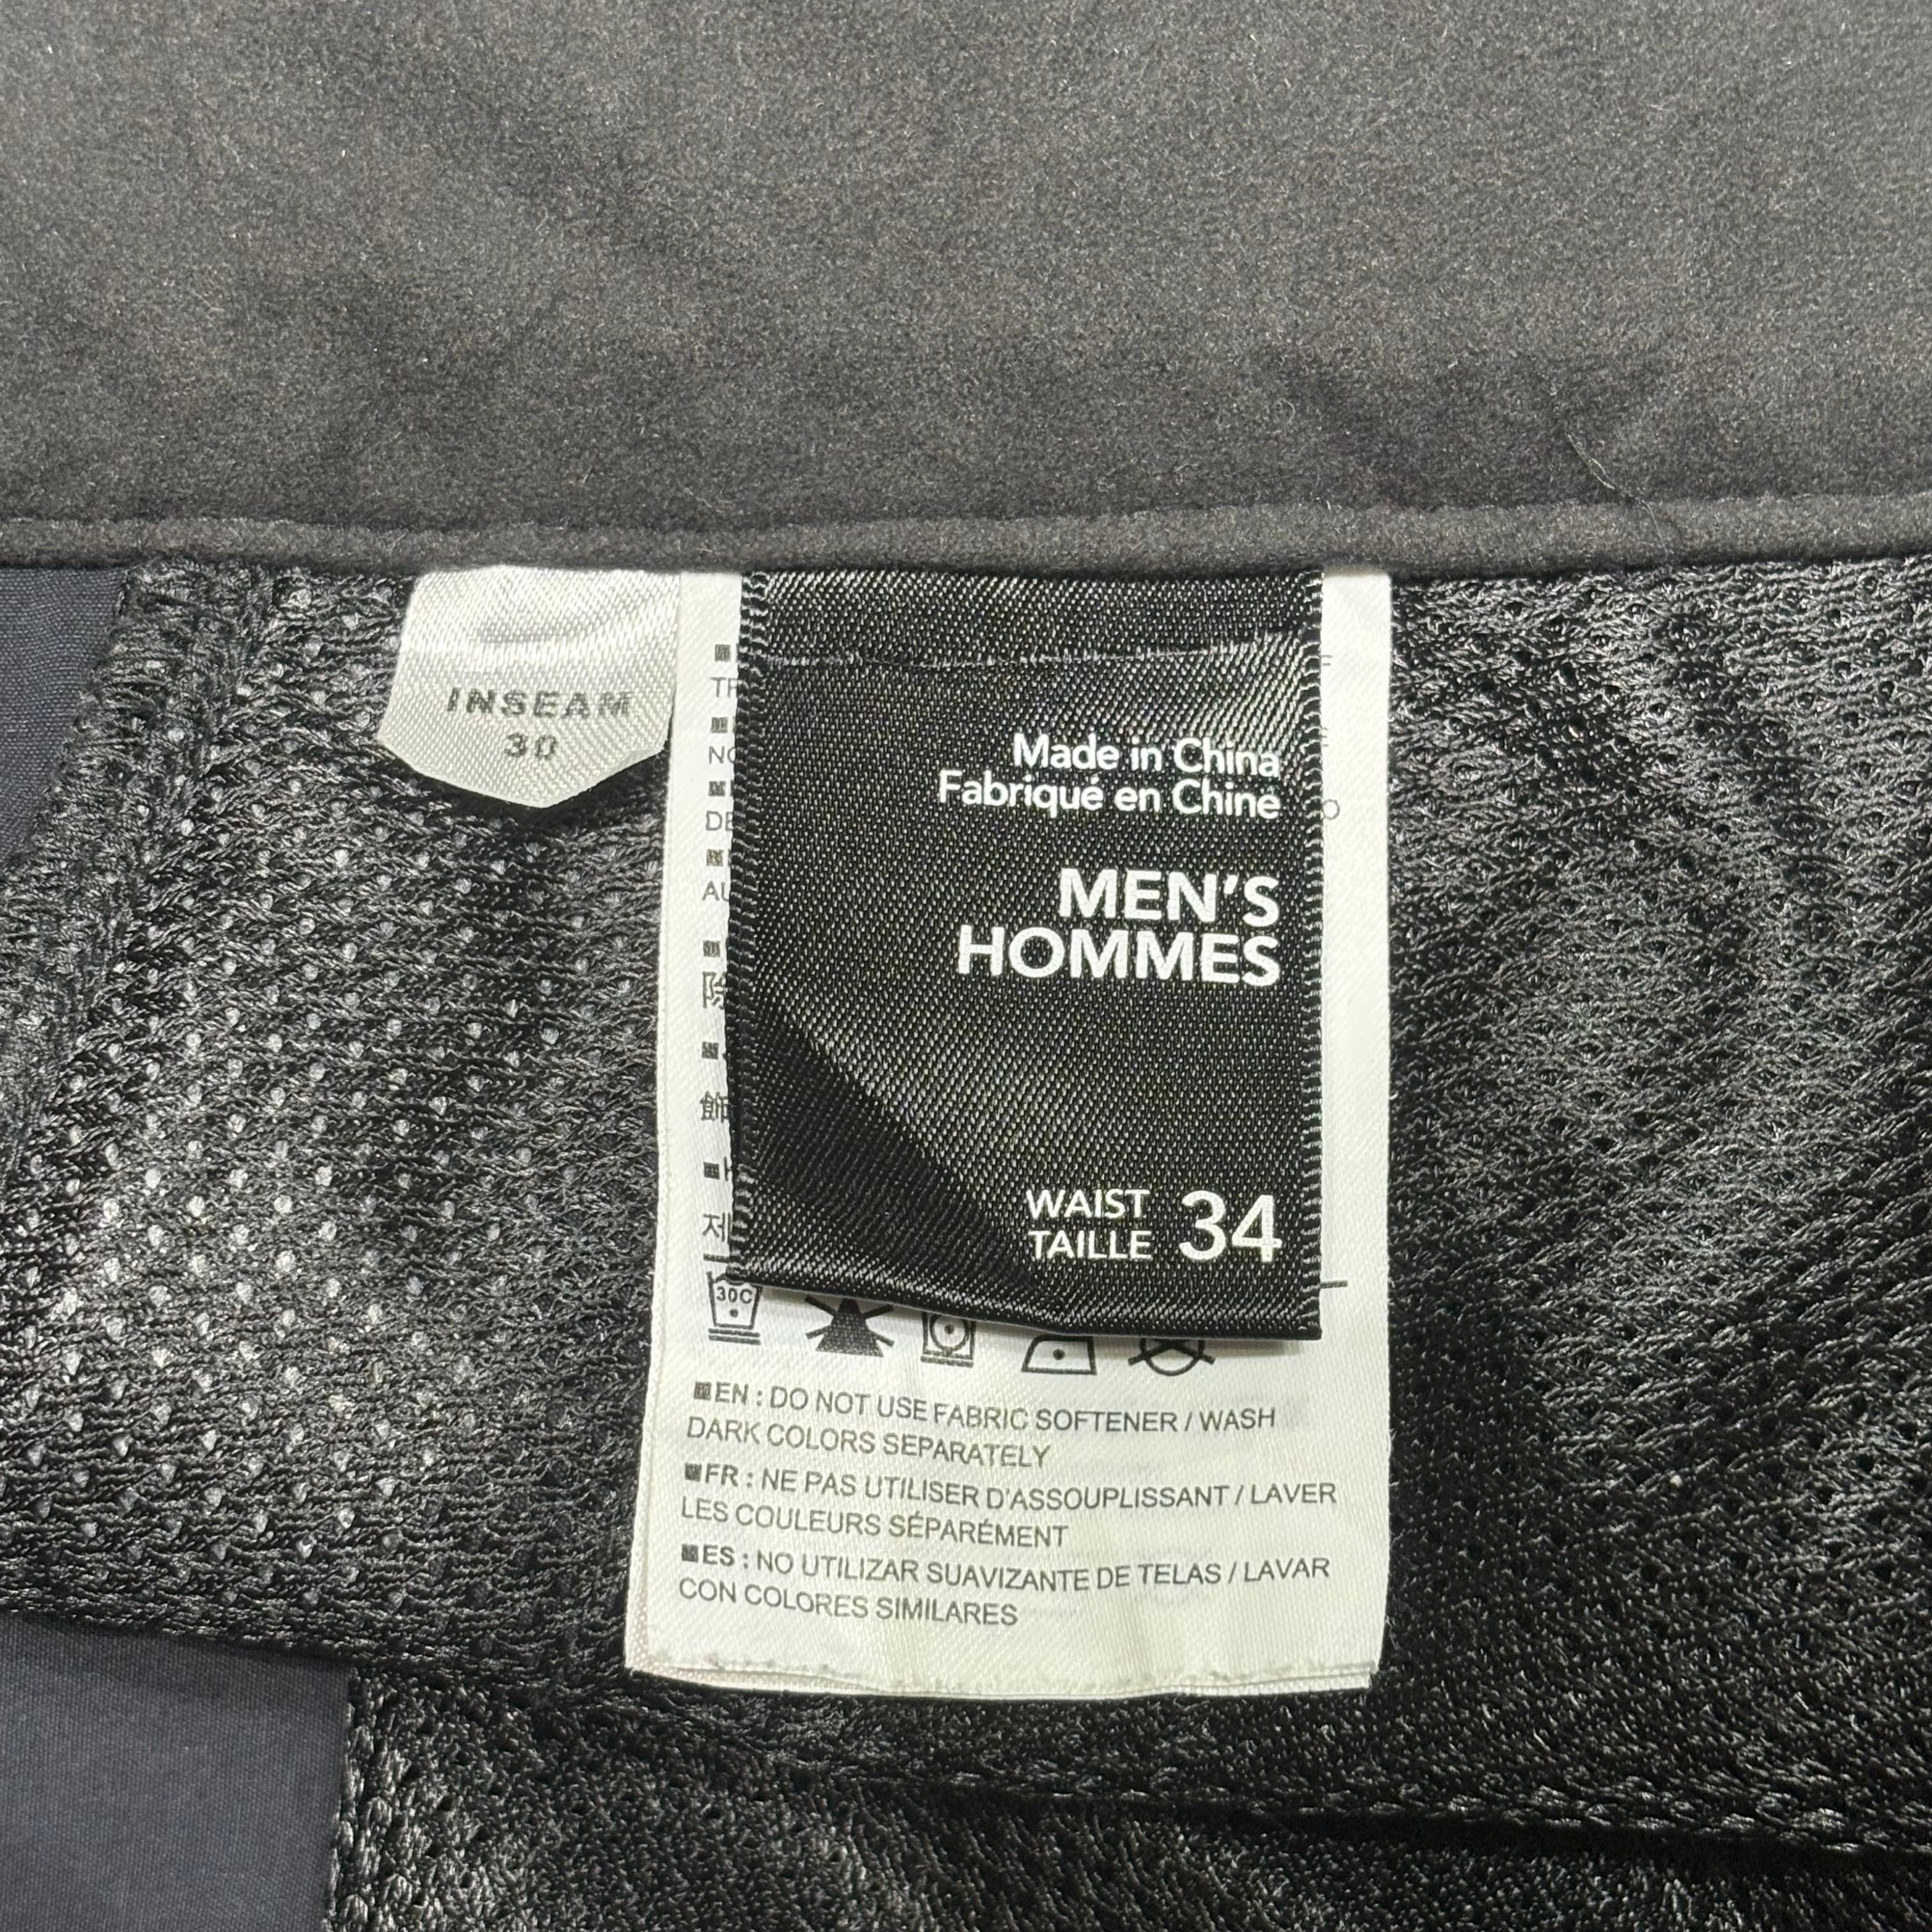 INSEAM
30
Made in China
Fabriqué en Chine
MEN'S
HOMMES
WAIST 34
TAILLE
30C
EN : DO NOT USE FABRIC SOFTENER / WASH
DARK COLORS SEPARATELY
FR : NE PAS UTILISER D'ASSOUPLISSANT / LAVER
LES COULEURS SÉPARÉMENT
ES : NO UTILIZAR SUAVIZANTE DE TELAS / LAVAR
CON COLORES SIMILARES